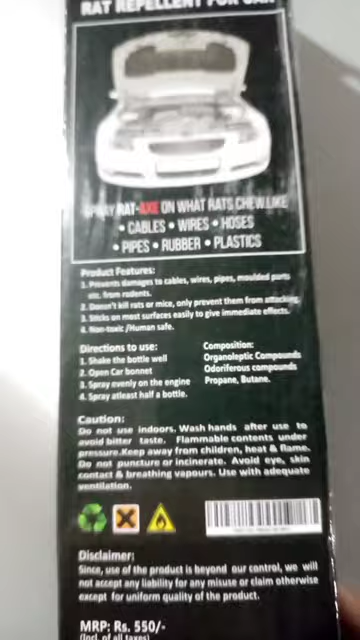 RAT REPELLENT FOR CAR
SPRAY RAT-AXE ON WHAT RATS CHEW LIKE
• CABLES • WIRES • HOSES
• PIPES • RUBBER • PLASTICS
Product Features:
1. Prevents damages to cables, wires, pipes, moulded parts
etc. from rodents.
2. Doesn't kill rats or mice, only prevent them from attacking.
3. Sticks on most surfaces easily to give immediate effects.
4. Non-toxic /Human safe.
Directions to use:
1. Shake the bottle well
2. Open Car bonnet
3. Spray evenly on the engine
4. Spray atleast half a bottle.
Composition:
Organoleptic Compounds
Odoriferous compounds
Propane, Butane.
Caution:
Do not use indoors. Wash hands after use to
avoid bitter taste. Flammable contents under
pressure.Keep away from children, heat & flame.
Do not puncture or incinerate. Avoid eye, skin
contact & breathing vapours. Use with adequate
ventilation.
Disclaimer:
Since, use of the product is beyond our control, we will
not accept any liability for any misuse or claim otherwise
except for uniform quality of the product.
MRP: Rs. 550/-
(Incl. of all taxes)